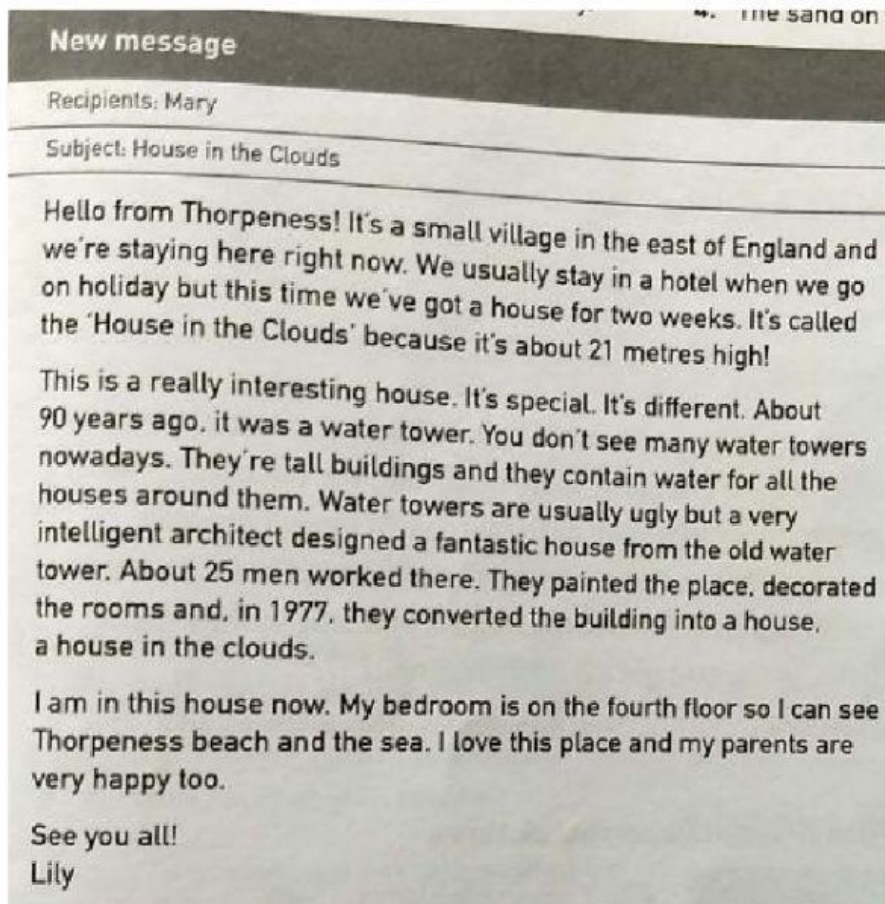 4. The sand on
New message
Recipients: Mary
Subject: House in the Clouds
Hello from Thorpeness! It's a small village in the east of England and
we're staying here right now. We usually stay in a hotel when we go
on holiday but this time we've got a house for two weeks. It's called
the 'House in the Clouds' because it's about 21 metres high!
This is a really interesting house. It's special. It's different. About
90 years ago, it was a water tower. You don't see many water towers
nowadays. They're tall buildings and they contain water for all the
houses around them. Water towers are usually ugly but a very
intelligent architect designed a fantastic house from the old water
tower. About 25 men worked there. They painted the place, decorated
the rooms and, in 1977, they converted the building into a house,
a house in the clouds.
I am in this house now. My bedroom is on the fourth floor so I can see
Thorpeness beach and the sea. I love this place and my parents are
very happy too.
See you all!
Lily